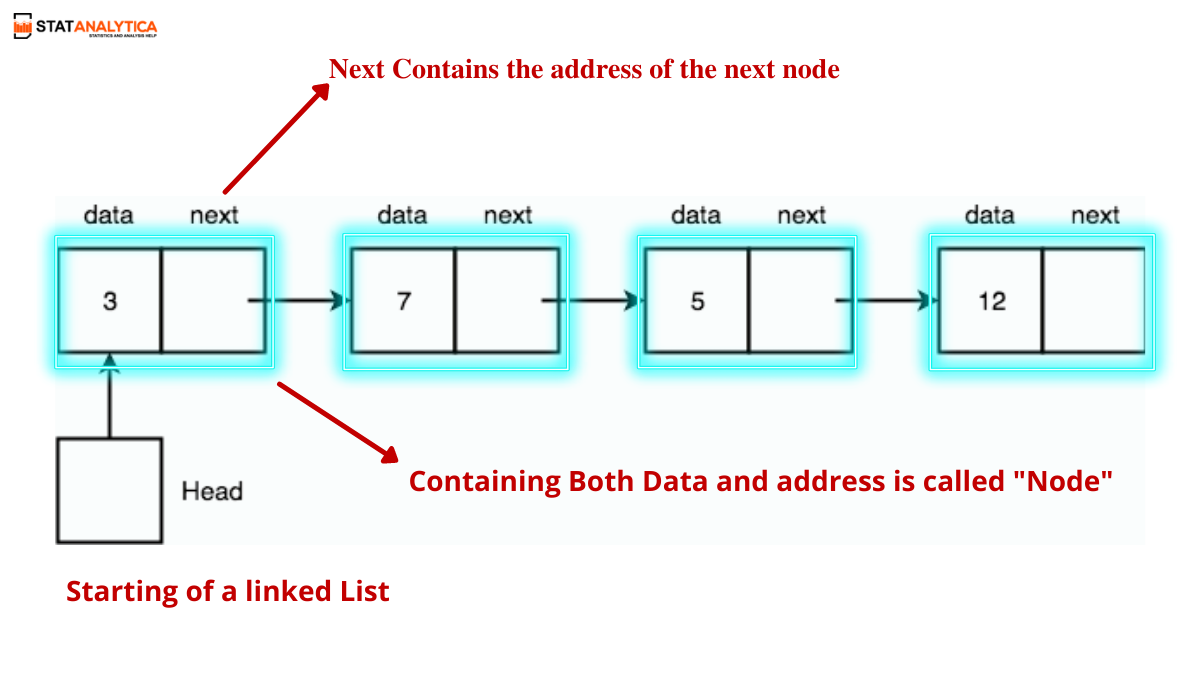 STATANALYTICA
STATISTICS AND ANALYSIS HELP
Next Contains the address of the next node
data next data next data next data next
3 7 5 12
Containing Both Data and address is called "Node"
Head
Starting of a linked List